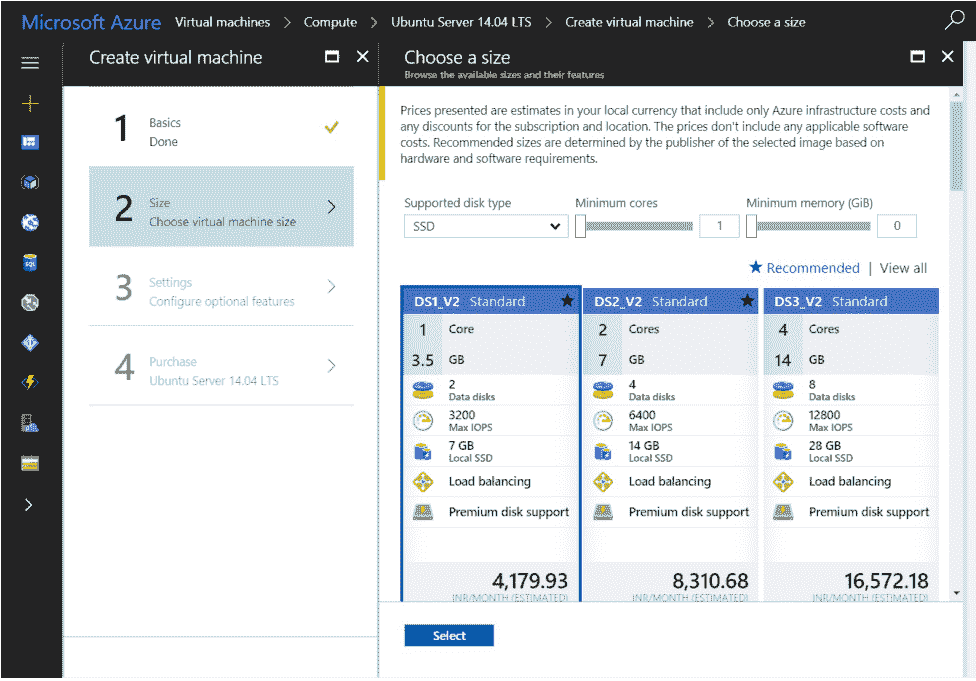 Microsoft Azure Virtual machines > Compute > Ubuntu Server 14.04 LTS > Create virtual machine > Choose a size
Create virtual machine
1 Basics
Done
2 Size
Choose virtual machine size
3 Settings
Configure optional features
4 Purchase
Ubuntu Server 14.04 LTS
Choose a size
Browse the available sizes and their features
Prices presented are estimates in your local currency that include only Azure infrastructure costs and
any discounts for the subscription and location. The prices don't include any applicable software
costs. Recommended sizes are determined by the publisher of the selected image based on
hardware and software requirements.
Supported disk type Minimum cores Minimum memory (GiB)
SSD 1 0
★ Recommended | View all
DS1_V2 Standard ★
1 Core
3.5 GB
2
Data disks
3200
Max IOPS
7 GB
Local SSD
Load balancing
Premium disk support
4,179.93
INR/MONTH (ESTIMATED)
DS2_V2 Standard ★
2 Cores
7 GB
4
Data disks
6400
Max IOPS
14 GB
Local SSD
Load balancing
Premium disk support
8,310.68
INR/MONTH (ESTIMATED)
DS3_V2 Standard
4 Cores
14 GB
8
Data disks
12800
Max IOPS
28 GB
Local SSD
Load balancing
Premium disk support
16,572.18
INR/MONTH (ESTIMATED)
Select